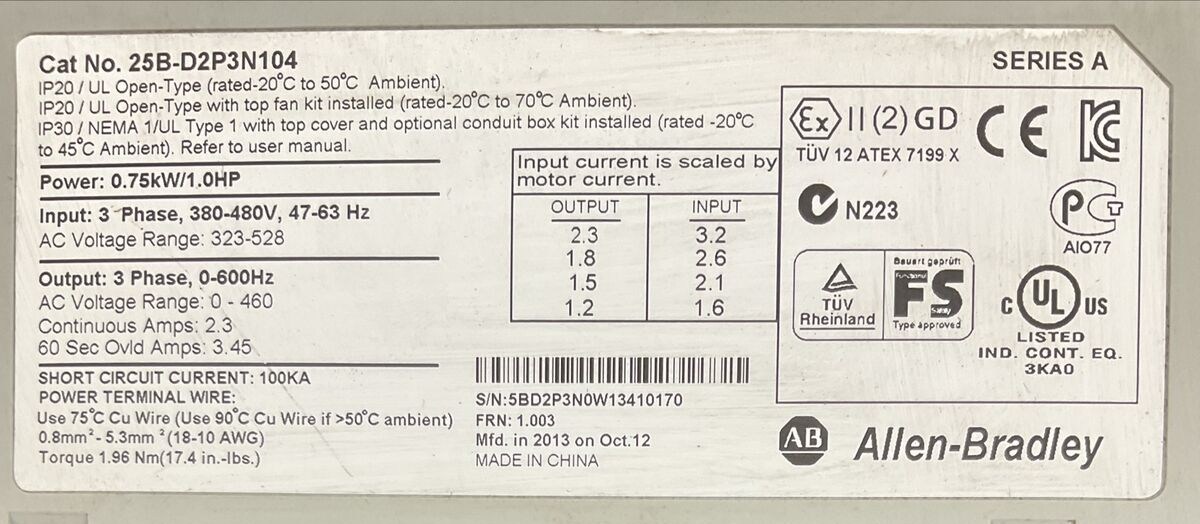 Cat No. 25B-D2P3N104
SERIES A
IP20 / UL Open-Type (rated-20°C to 50°C Ambient).
IP20 / UL Open-Type with top fan kit installed (rated-20°C to 70°C Ambient).
IP30 / NEMA 1/UL Type 1 with top cover and optional conduit box kit installed (rated -20°C
to 45°C Ambient). Refer to user manual.
Power: 0.75kW/1.0HP
Input: 3 Phase, 380-480V, 47-63 Hz
AC Voltage Range: 323-528
Output: 3 Phase, 0-600Hz
AC Voltage Range: 0 - 460
Continuous Amps: 2.3
60 Sec Ovld Amps: 3.45
SHORT CIRCUIT CURRENT: 100KA
POWER TERMINAL WIRE:
Use 75°C Cu Wire (Use 90°C Cu Wire if >50°C ambient)
0.8mm²- 5.3mm ²(18-10 AWG)
Torque 1.96 Nm(17.4 in.-lbs.)
Input current is scaled by
motor current.
OUTPUT INPUT
2.3 3.2
1.8 2.6
1.5 2.1
1.2 1.6
S/N:5BD2P3N0W13410170
FRN: 1.003
Mfd. in 2013 on Oct.12
MADE IN CHINA
Ex II (2) GD
TÜV 12 ATEX 7199 X
CE
KC
N223
PG
AIO77
TÜV
Rheinland
Bauart geprüft
Functional
FS
Safety
Type approved
C UL US
LISTED
IND. CONT. EQ.
3KA0
AB Allen-Bradley